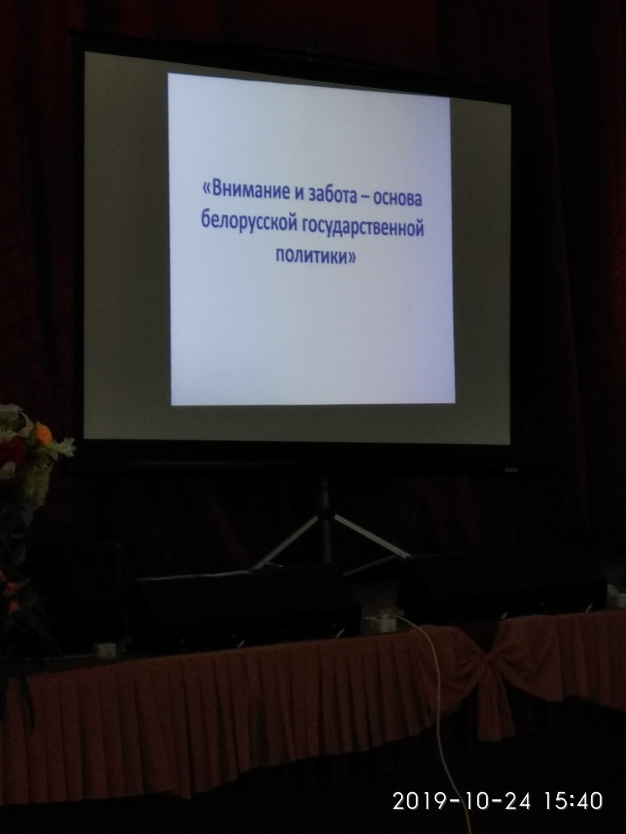 «Внимание и забота – основа
белорусской государственной
политики»
2019-10-24 15:40